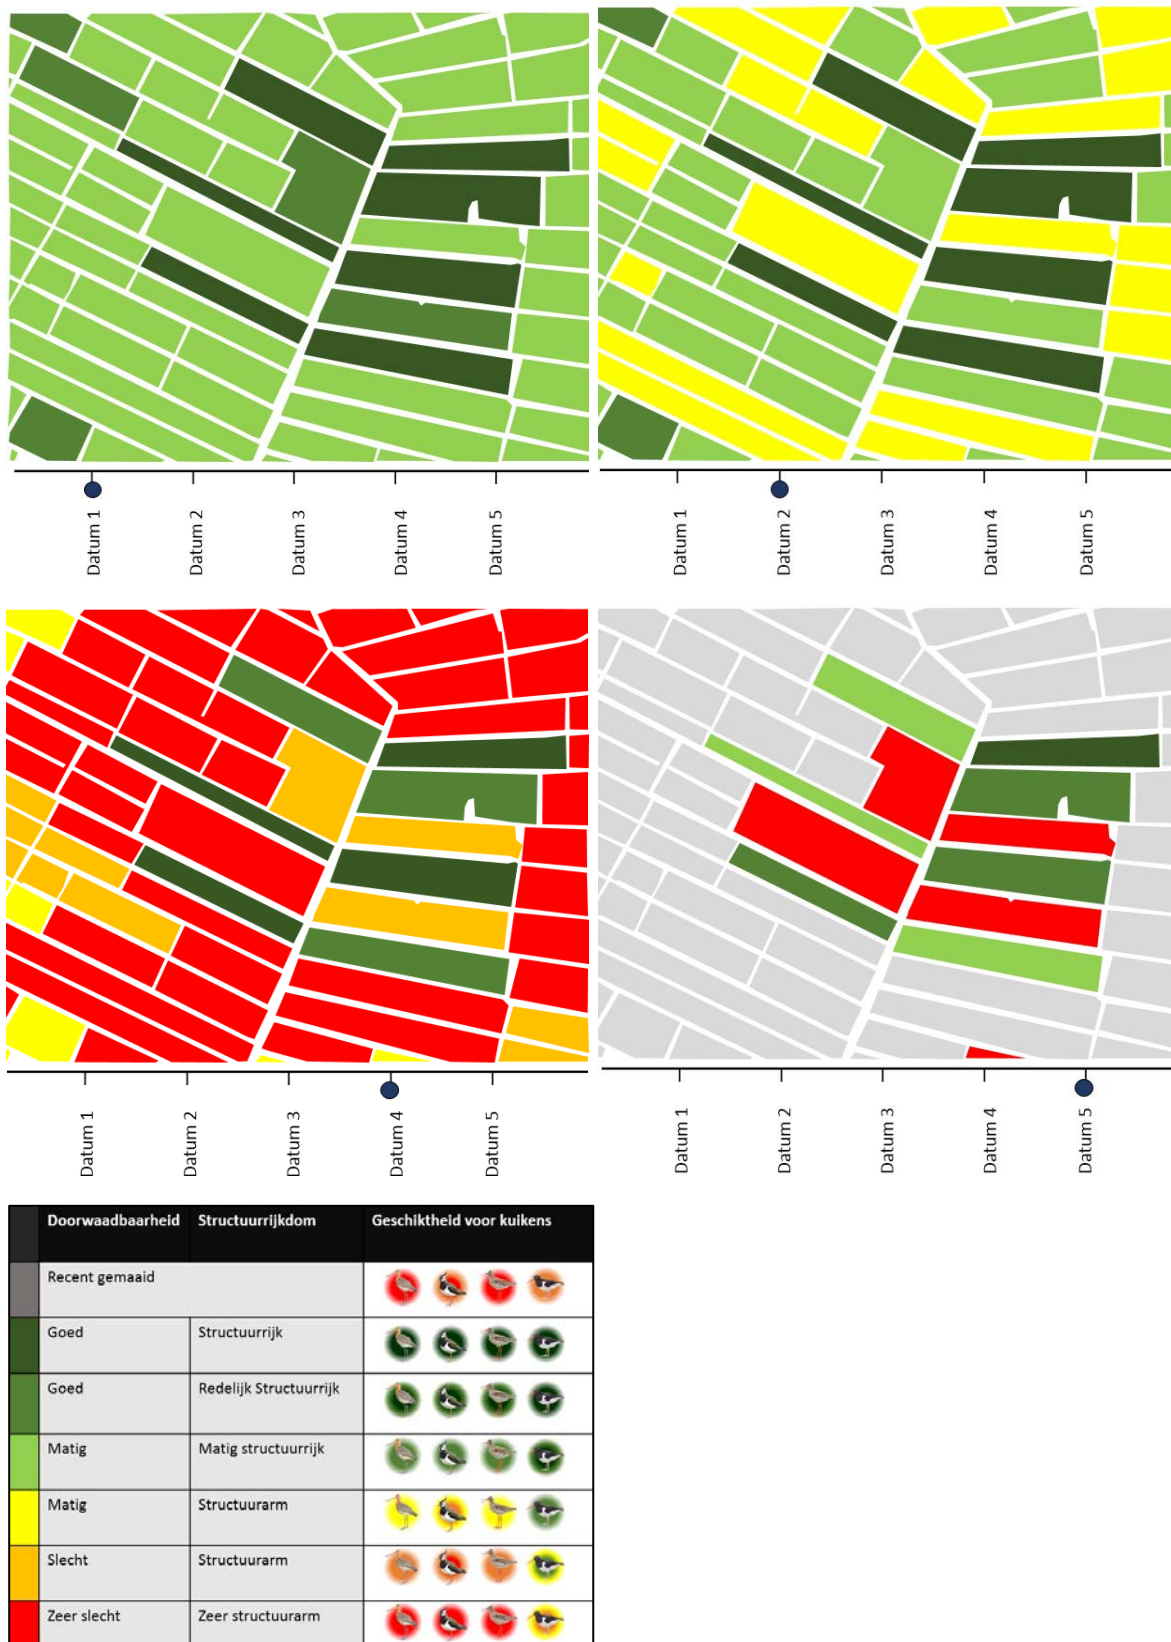 Datum 1
Datum 2
Datum 3
Datum 4
Datum 5
Datum 1
Datum 2
Datum 3
Datum 4
Datum 5
Datum 1
Datum 2
Datum 3
Datum 4
Datum 5
Datum 1
Datum 2
Datum 3
Datum 4
Datum 5
Doorwaadbaarheid Structuurrijkdom Geschiktheid voor kuikens
Recent gemaaid
Goed Structuurrijk
Goed Redelijk Structuurrijk
Matig Matig structuurrijk
Matig Structuurarm
Slecht Structuurarm
Zeer slecht Zeer structuurarm